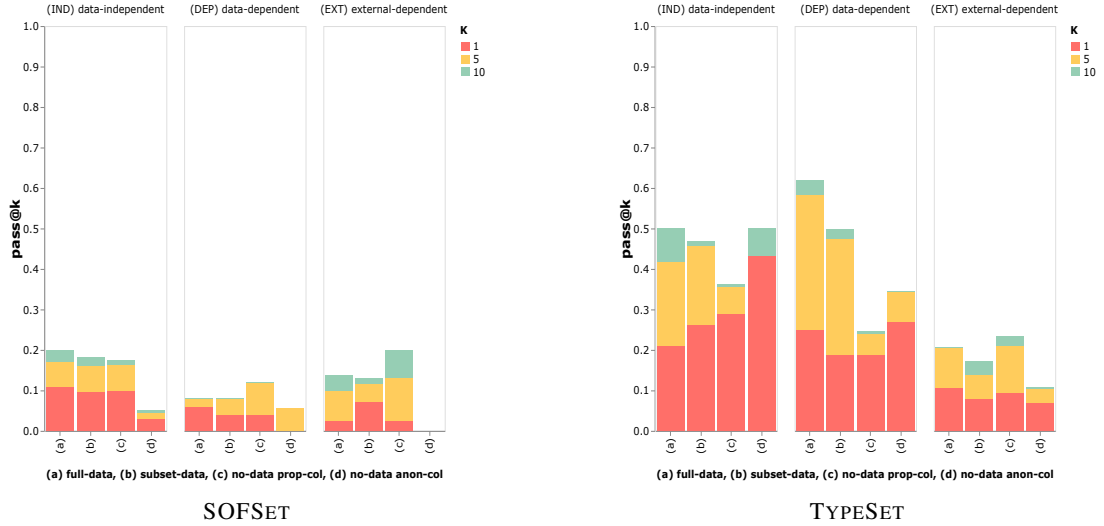 (IND) data-independent (DEP) data-dependent (EXT) external-dependent
K
1
5
10
1.0
0.9
0.8
0.7
0.6
0.5
0.4
0.3
0.2
0.1
0.0
pass@k
(a) (b) (c) (d) (a) (b) (c) (d) (a) (b) (c) (d)
(a) full-data, (b) subset-data, (c) no-data prop-col, (d) no-data anon-col
SOFSET
(IND) data-independent (DEP) data-dependent (EXT) external-dependent
K
1
5
10
1.0
0.9
0.8
0.7
0.6
0.5
0.4
0.3
0.2
0.1
0.0
pass@k
(a) (b) (c) (d) (a) (b) (c) (d) (a) (b) (c) (d)
(a) full-data, (b) subset-data, (c) no-data prop-col, (d) no-data anon-col
TYPESET